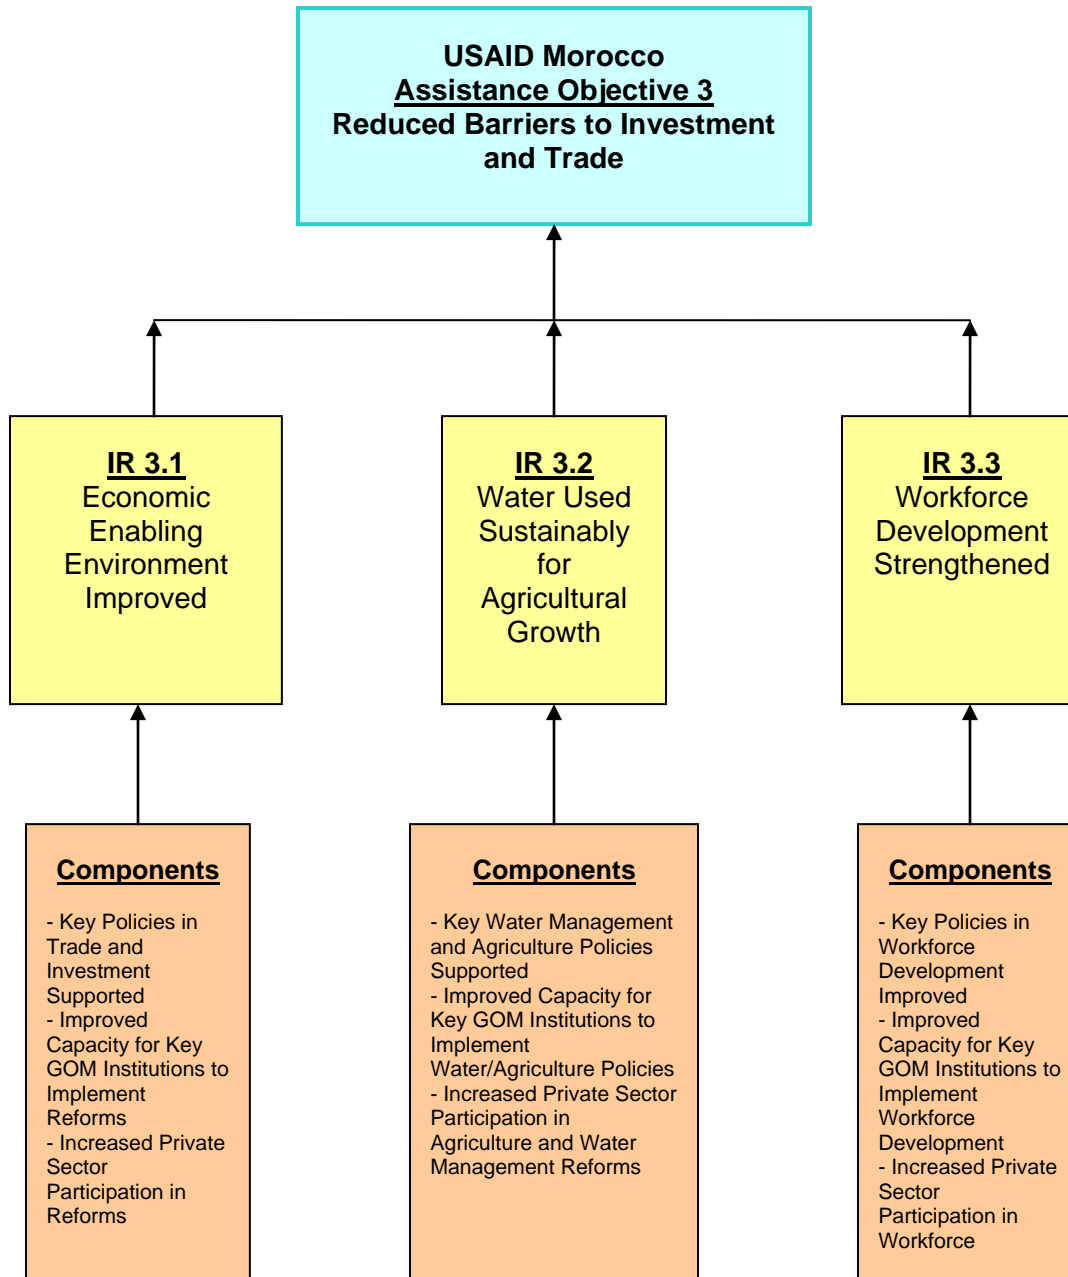 USAID Morocco
Assistance Objective 3
Reduced Barriers to Investment
and Trade
IR 3.1
Economic
Enabling
Environment
Improved
IR 3.2
Water Used
Sustainably
for
Agricultural
Growth
IR 3.3
Workforce
Development
Strengthened
Components
- Key Policies in
Trade and
Investment
Supported
- Improved
Capacity for Key
GOM Institutions to
Implement
Reforms
- Increased Private
Sector
Participation in
Reforms
Components
- Key Water Management
and Agriculture Policies
Supported
- Improved Capacity for
Key GOM Institutions to
Implement
Water/Agriculture Policies
- Increased Private Sector
Participation in
Agriculture and Water
Management Reforms
Components
- Key Policies in
Workforce
Development
Improved
- Improved
Capacity for Key
GOM Institutions to
Implement
Workforce
Development
- Increased Private
Sector
Participation in
Workforce